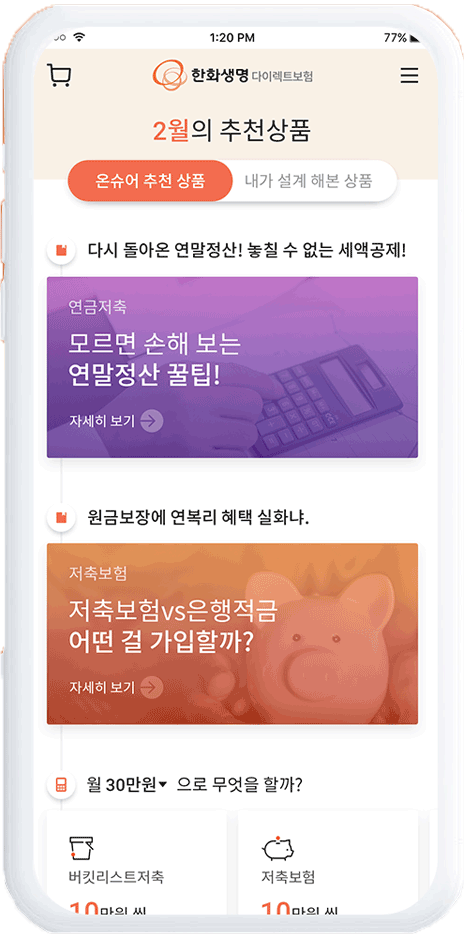 1:20 PM
77%
한화생명 다이렉트보험
2월의 추천상품
온슈어 추천 상품
내가 설계 해본 상품
다시 돌아온 연말정산! 놓칠 수 없는 세액공제!
연금저축
모르면 손해 보는
연말정산 꿀팁!
자세히 보기
원금보장에 연복리 혜택 실화냐.
저축보험
저축보험vs은행적금
어떤 걸 가입할까?
자세히 보기
월 30만원 으로 무엇을 할까?
버킷리스트저축
저축보험
10만원 씩
10만원 씩